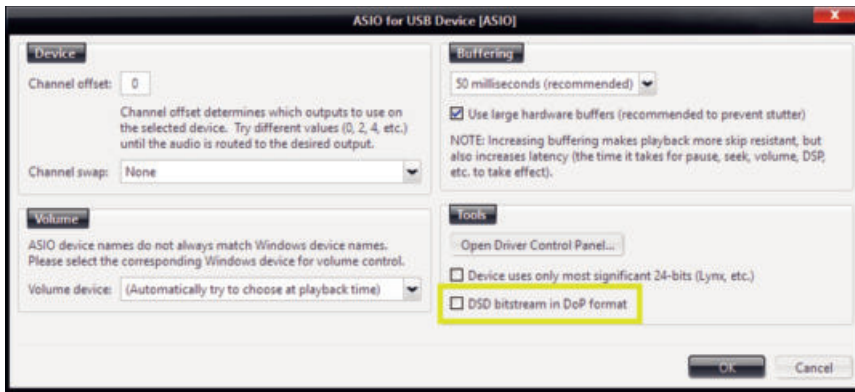 ASIO for USB Device [ASIO]
Device
Channel offset: 0
Channel offset determines which outputs to use on
the selected device. Try different values (0, 2, 4, etc.)
until the audio is routed to the desired output.
Channel swap: None
Volume
ASIO device names do not always match Windows device names.
Please select the corresponding Windows device for volume control.
Volume device: (Automatically try to choose at playback time)
Buffering
50 milliseconds (recommended)
Use large hardware buffers (recommended to prevent stutter)
NOTE: Increasing buffering makes playback more skip resistant, but
also increases latency (the time it takes for pause, seek, volume, DSP,
etc. to take effect).
Tools
Open Driver Control Panel...
Device uses only most significant 24-bits (Lynx, etc.)
DSD bitstream in DoP format
OK
Cancel